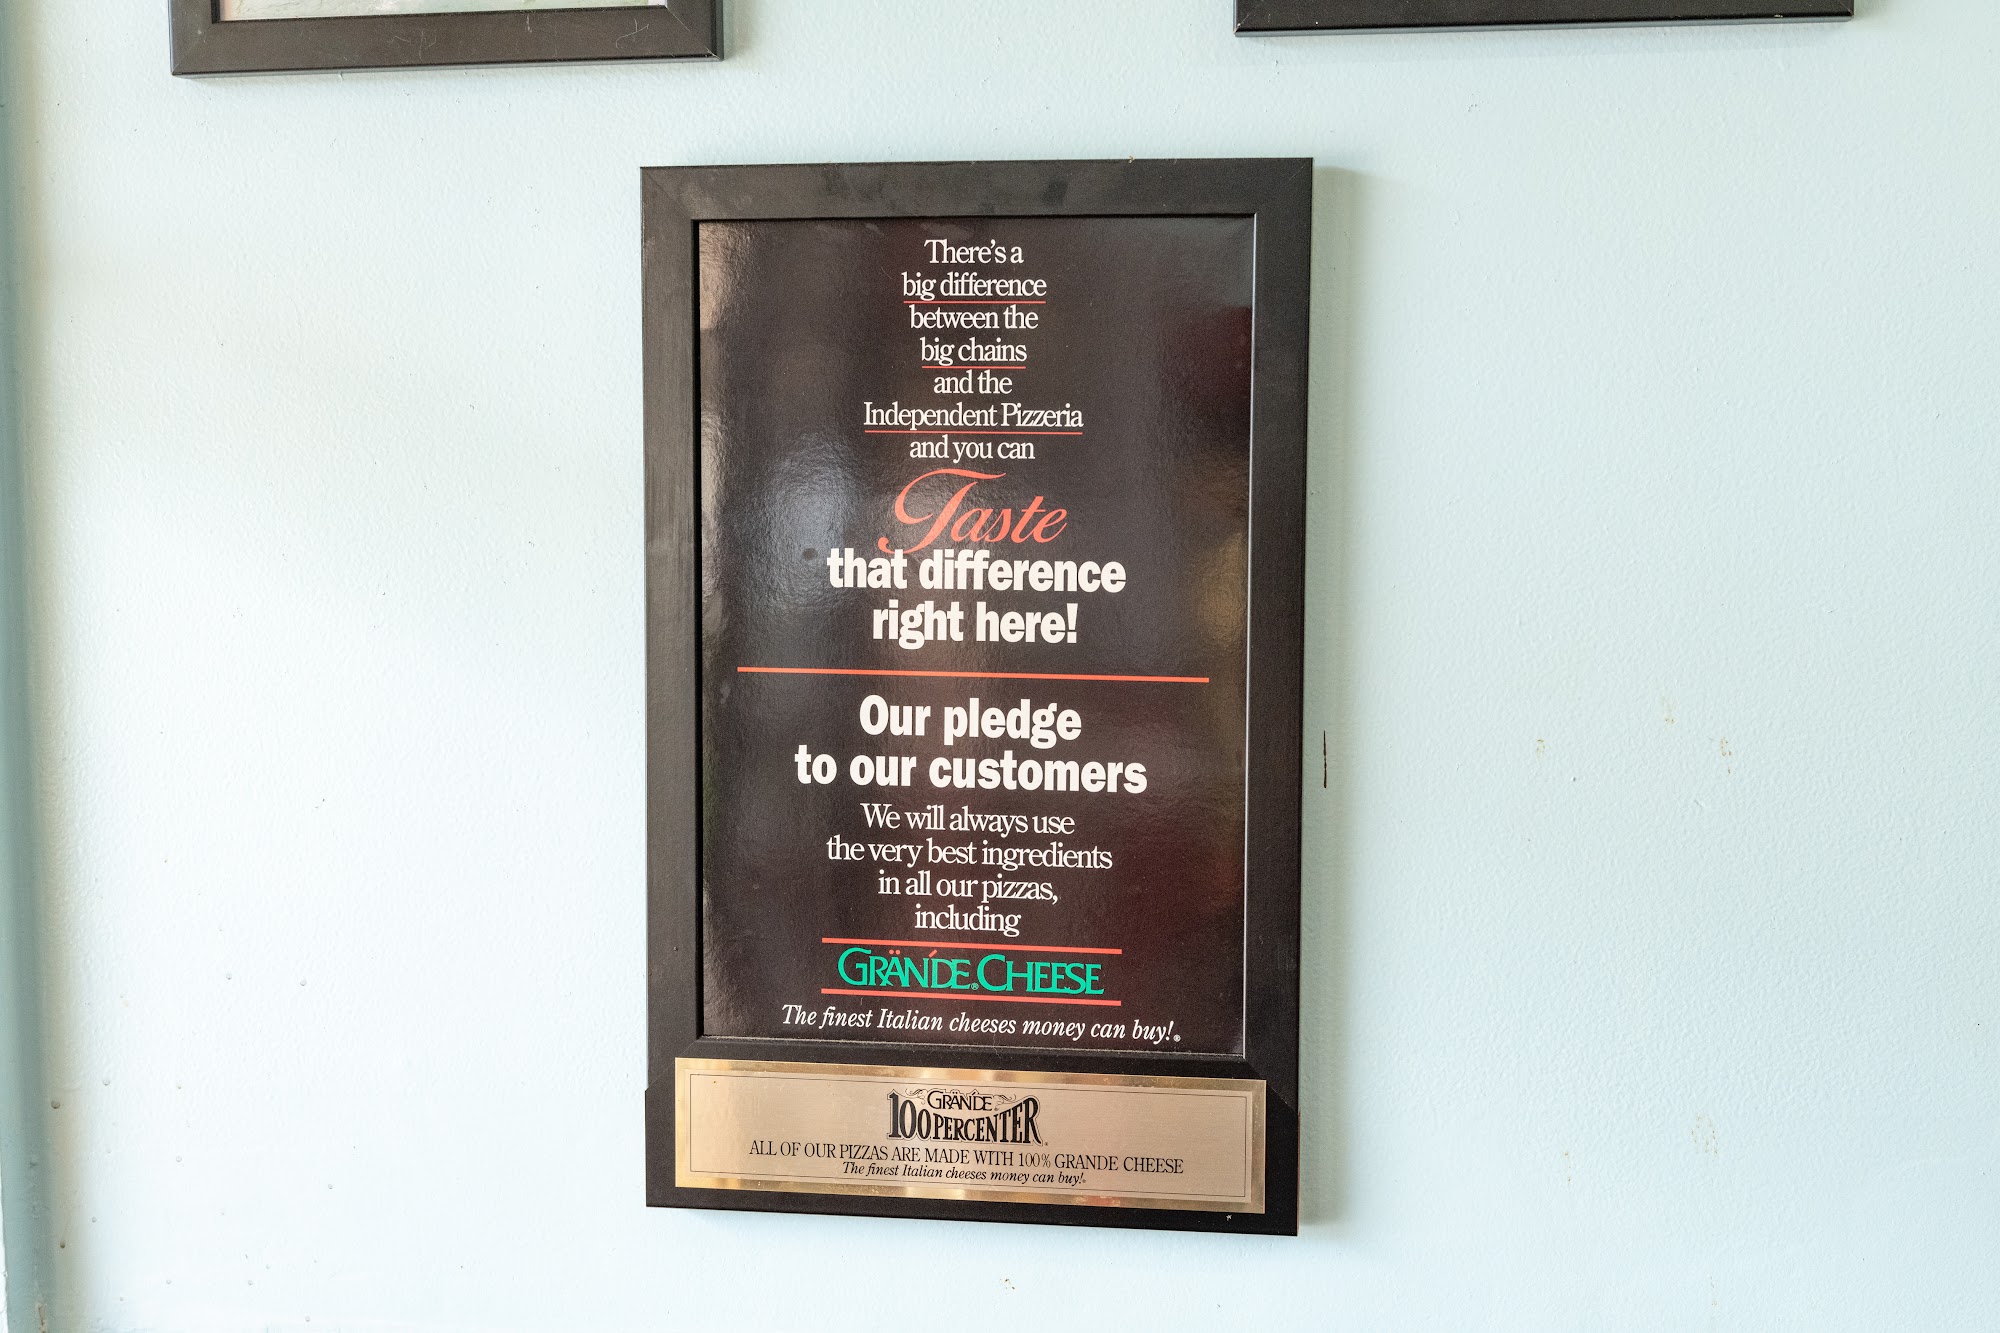 There's a
big difference
between the
big chains
and the
Independent Pizzeria
and you can
Taste
that difference
right here!
Our pledge
to our customers
We will always use
the very best ingredients
in all our pizzas,
including
GRÄNDE® CHEESE
The finest Italian cheeses money can buy!®
GRÄNDE®
100 PERCENTER®
ALL OF OUR PIZZAS ARE MADE WITH 100% GRANDE CHEESE
The finest Italian cheeses money can buy!®